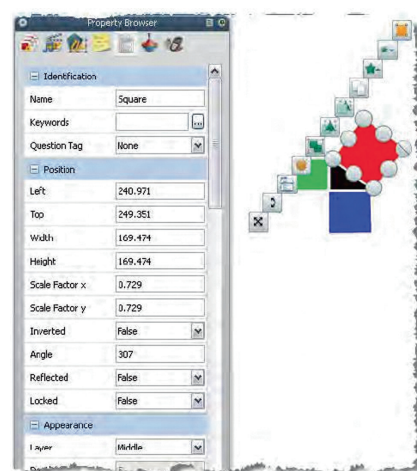 Property Browser
Identification
Name Square
Keywords ...
Question Tag None
Position
Left 240.971
Top 249.351
Width 169.474
Height 169.474
Scale Factor x 0.729
Scale Factor y 0.729
Inverted False
Angle 307
Reflected False
Locked False
Appearance
Layer Middle